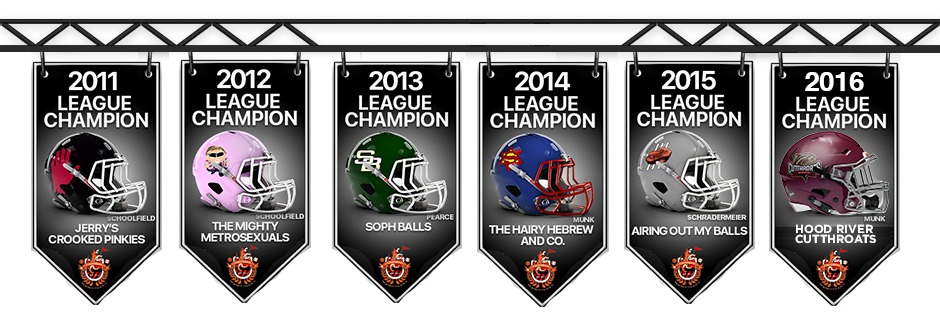 2011
LEAGUE
CHAMPION
SCHOOLFIELD
JERRY'S
CROOKED PINKIES
2012
LEAGUE
CHAMPION
SCHOOLFIELD
THE MIGHTY
METROSEXUALS
2013
LEAGUE
CHAMPION
SB
PEARCE
SOPH BALLS
2014
LEAGUE
CHAMPION
MUNK
THE HAIRY HEBREW
AND CO.
2015
LEAGUE
CHAMPION
SCHRADERMEIER
AIRING OUT MY BALLS
2016
LEAGUE
CHAMPION
CUTTHROATS
MUNK
HOOD RIVER
CUTTHROATS